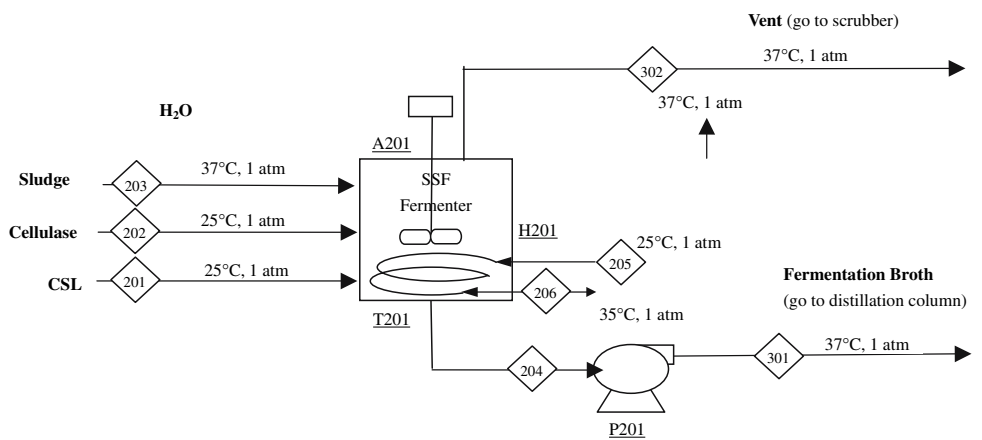 Vent (go to scrubber)
37°C, 1 atm
302
37°C, 1 atm
H₂O
A201
37°C, 1 atm
Sludge
203
SSF
Fermenter
25°C, 1 atm
Cellulase
202
H201
25°C, 1 atm
205
25°C, 1 atm
CSL
201
Fermentation Broth
(go to distillation column)
206
35°C, 1 atm
T201
37°C, 1 atm
204
301
P201